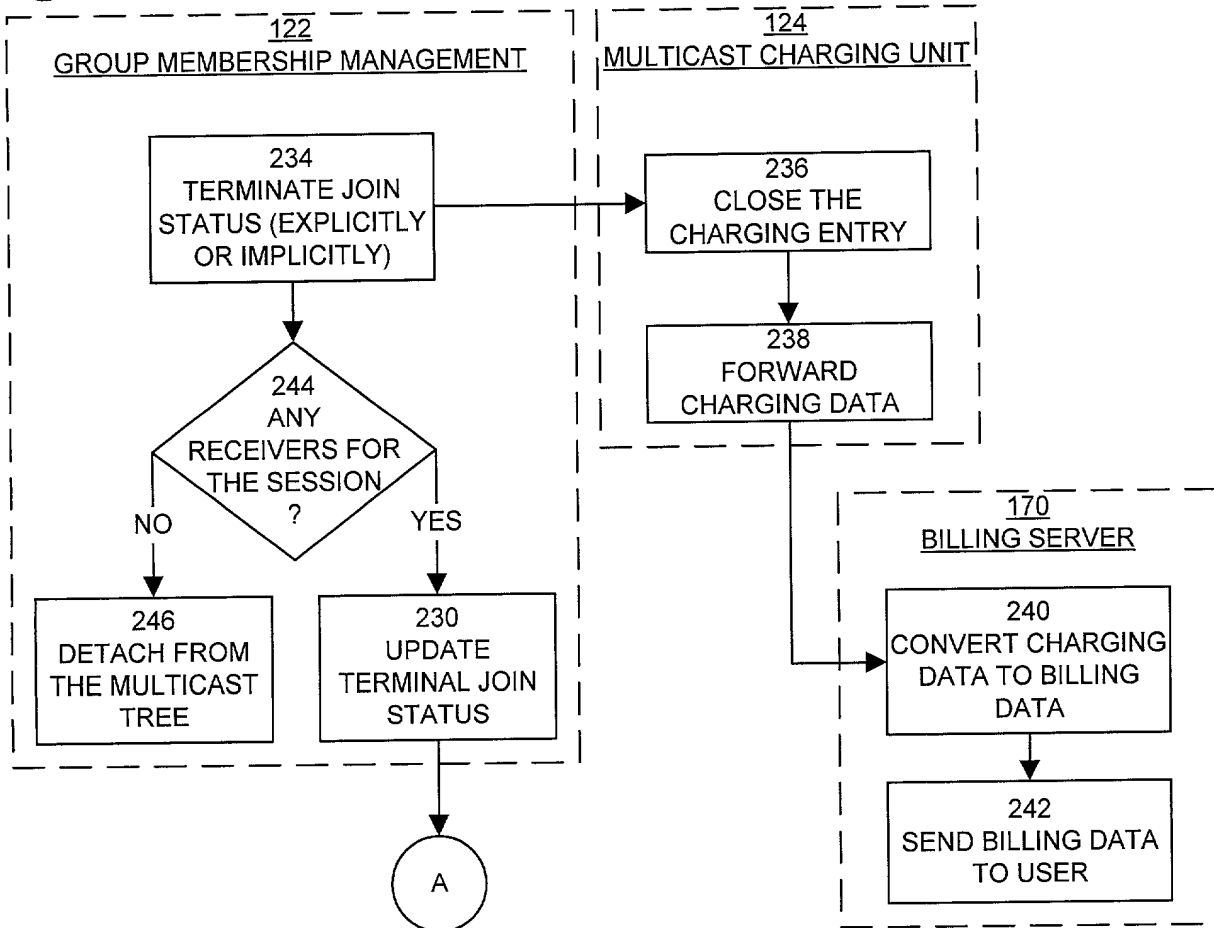 122
GROUP MEMBERSHIP MANAGEMENT
234
TERMINATE JOIN
STATUS (EXPLICITLY
OR IMPLICITLY)
244
ANY
RECEIVERS FOR
THE SESSION
?
NO
YES
246
DETACH FROM
THE MULTICAST
TREE
230
UPDATE
TERMINAL JOIN
STATUS
A
124
MULTICAST CHARGING UNIT
236
CLOSE THE
CHARGING ENTRY
238
FORWARD
CHARGING DATA
170
BILLING SERVER
240
CONVERT CHARGING
DATA TO BILLING
DATA
242
SEND BILLING DATA
TO USER